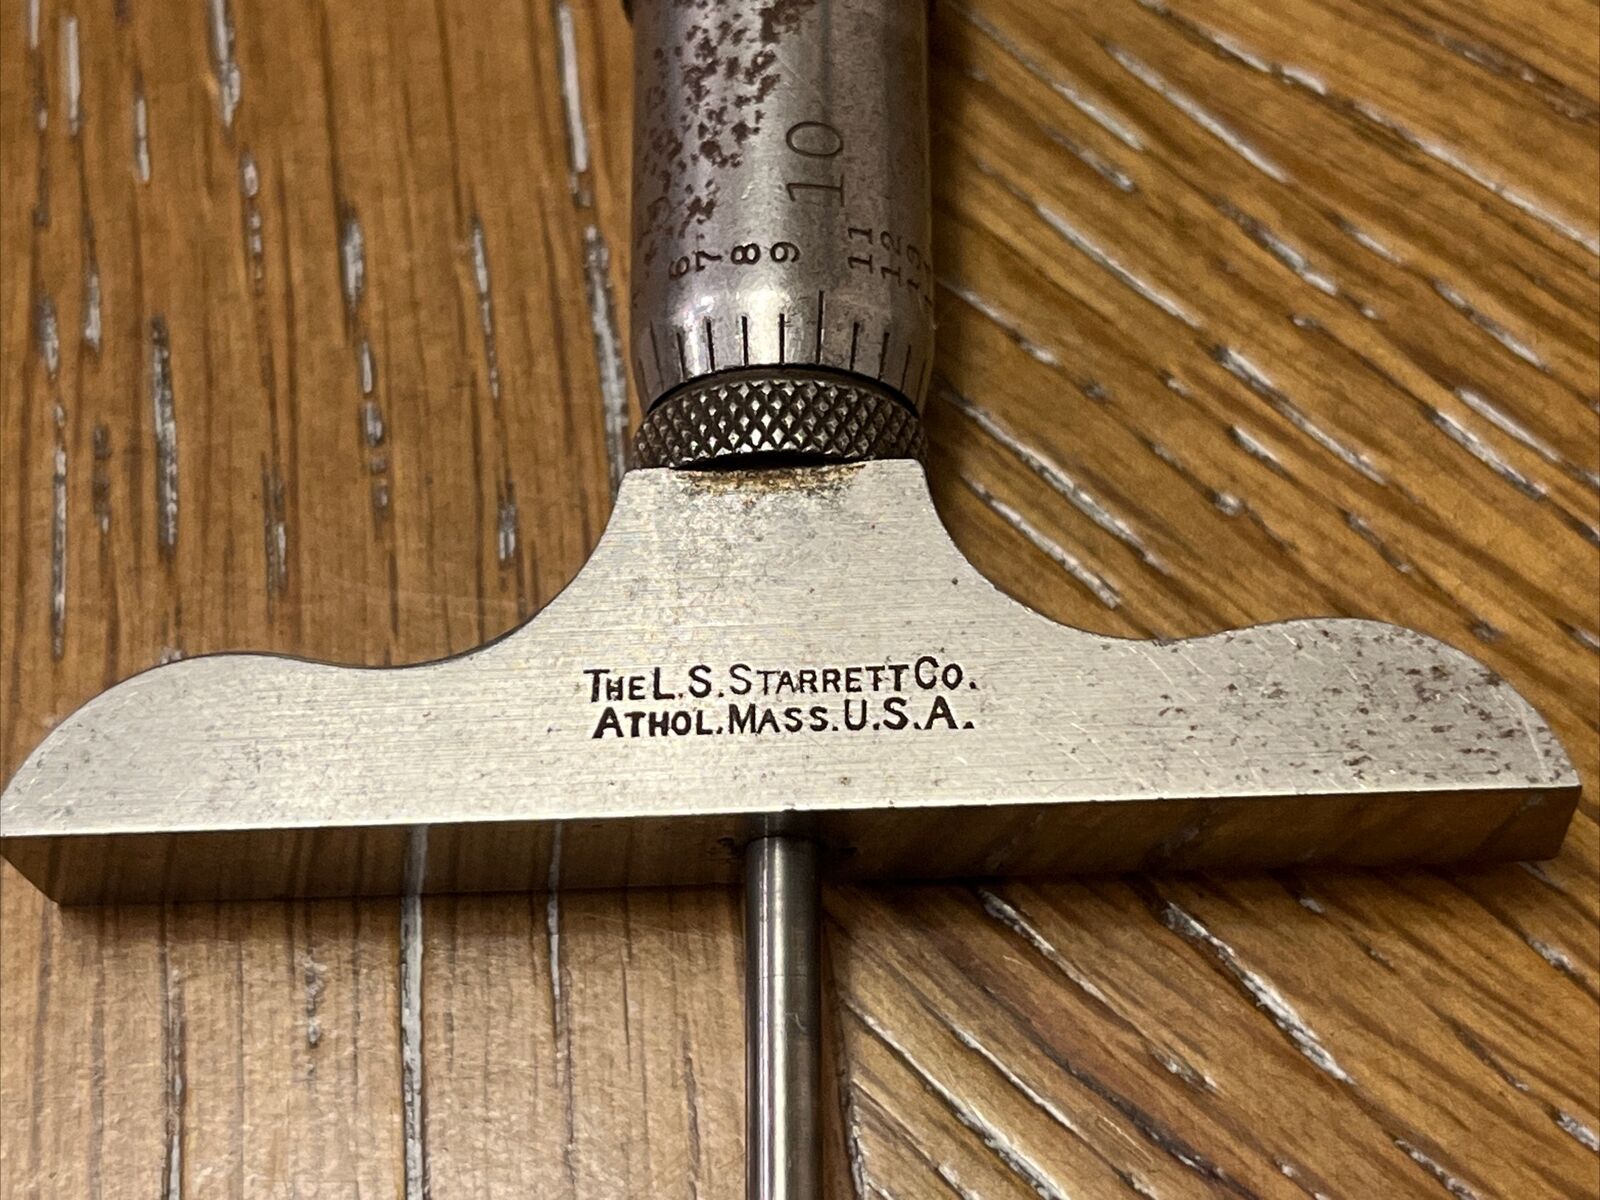 10
6 7 8 9 11 12 13
THE L.S. STARRETT CO.
ATHOL. MASS. U.S.A.